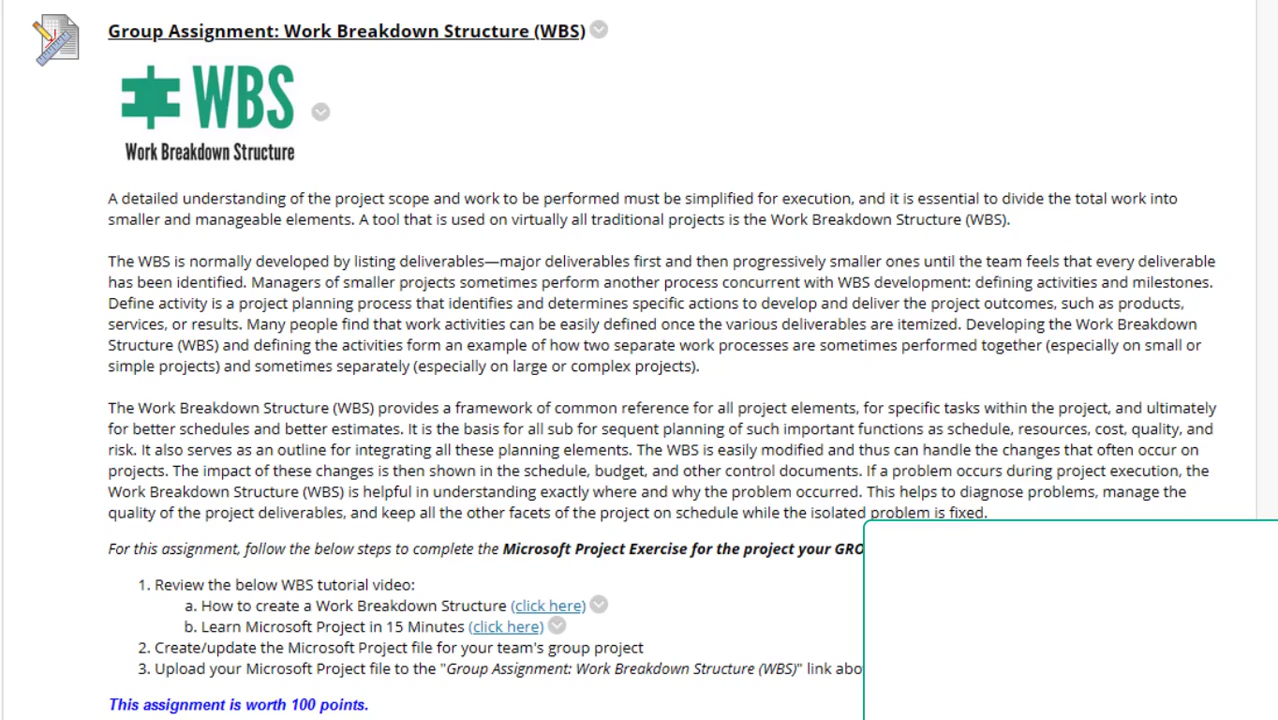 Group Assignment: Work Breakdown Structure (WBS)
WBS
Work Breakdown Structure
A detailed understanding of the project scope and work to be performed must be simplified for execution, and it is essential to divide the total work into
smaller and manageable elements. A tool that is used on virtually all traditional projects is the Work Breakdown Structure (WBS).
The WBS is normally developed by listing deliverables—major deliverables first and then progressively smaller ones until the team feels that every deliverable
has been identified. Managers of smaller projects sometimes perform another process concurrent with WBS development: defining activities and milestones.
Define activity is a project planning process that identifies and determines specific actions to develop and deliver the project outcomes, such as products,
services, or results. Many people find that work activities can be easily defined once the various deliverables are itemized. Developing the Work Breakdown
Structure (WBS) and defining the activities form an example of how two separate work processes are sometimes performed together (especially on small or
simple projects) and sometimes separately (especially on large or complex projects).
The Work Breakdown Structure (WBS) provides a framework of common reference for all project elements, for specific tasks within the project, and ultimately
for better schedules and better estimates. It is the basis for all sub for sequent planning of such important functions as schedule, resources, cost, quality, and
risk. It also serves as an outline for integrating all these planning elements. The WBS is easily modified and thus can handle the changes that often occur on
projects. The impact of these changes is then shown in the schedule, budget, and other control documents. If a problem occurs during project execution, the
Work Breakdown Structure (WBS) is helpful in understanding exactly where and why the problem occurred. This helps to diagnose problems, manage the
quality of the project deliverables, and keep all the other facets of the project on schedule while the isolated problem is fixed.
For this assignment, follow the below steps to complete the Microsoft Project Exercise for the project your GRO
1. Review the below WBS tutorial video:
a. How to create a Work Breakdown Structure (click here)
b. Learn Microsoft Project in 15 Minutes (click here)
2. Create/update the Microsoft Project file for your team's group project
3. Upload your Microsoft Project file to the "Group Assignment: Work Breakdown Structure (WBS)" link abo
This assignment is worth 100 points.